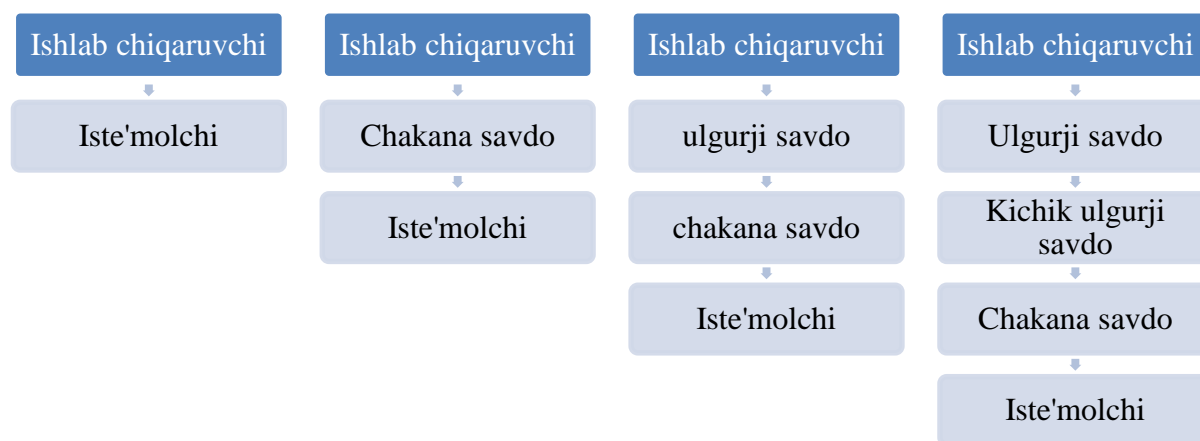 Ishlab chiqaruvchi
Iste'molchi
Ishlab chiqaruvchi
Chakana savdo
Iste'molchi
Ishlab chiqaruvchi
ulgurji savdo
chakana savdo
Iste'molchi
Ishlab chiqaruvchi
Ulgurji savdo
Kichik ulgurji
savdo
Chakana savdo
Iste'molchi